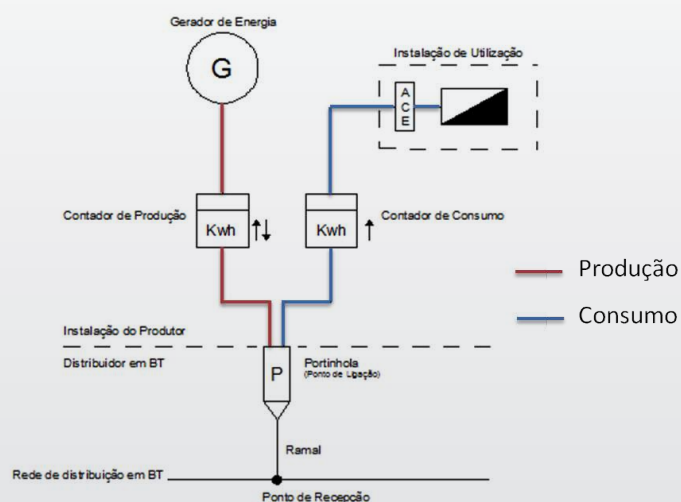 Gerador de Energia
G
Instalação de Utilização
A
C
E
Contador de Produção
Kwh
Kwh
Contador de Consumo
Produção
Consumo
Instalação do Produtor
Distribuidor em BT
P
Portinhola
(Ponto de Ligação)
Ramal
Rede de distribuição em BT
Ponto de Recepção